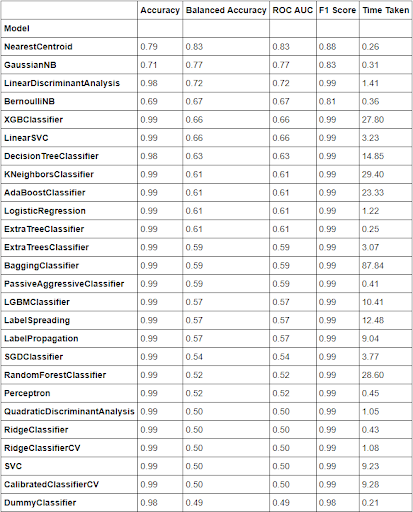 Accuracy Balanced Accuracy ROC AUC F1 Score Time Taken
Model
NearestCentroid 0.79 0.83 0.83 0.88 0.26
GaussianNB 0.71 0.77 0.77 0.83 0.31
LinearDiscriminantAnalysis 0.98 0.72 0.72 0.99 1.41
BernoulliNB 0.69 0.67 0.67 0.81 0.36
XGBClassifier 0.99 0.66 0.66 0.99 27.80
LinearSVC 0.99 0.66 0.66 0.99 3.23
DecisionTreeClassifier 0.98 0.63 0.63 0.99 14.85
KNeighborsClassifier 0.99 0.61 0.61 0.99 29.40
AdaBoostClassifier 0.99 0.61 0.61 0.99 23.33
LogisticRegression 0.99 0.61 0.61 0.99 1.22
ExtraTreeClassifier 0.99 0.61 0.61 0.99 0.25
ExtraTreesClassifier 0.99 0.59 0.59 0.99 3.07
BaggingClassifier 0.99 0.59 0.59 0.99 87.84
PassiveAggressiveClassifier 0.99 0.59 0.59 0.99 0.41
LGBMClassifier 0.99 0.57 0.57 0.99 10.41
LabelSpreading 0.99 0.57 0.57 0.99 12.48
LabelPropagation 0.99 0.57 0.57 0.99 9.04
SGDClassifier 0.99 0.54 0.54 0.99 3.77
RandomForestClassifier 0.99 0.52 0.52 0.99 28.60
Perceptron 0.99 0.52 0.52 0.99 0.45
QuadraticDiscriminantAnalysis 0.99 0.50 0.50 0.99 1.05
RidgeClassifier 0.99 0.50 0.50 0.99 0.43
RidgeClassifierCV 0.99 0.50 0.50 0.99 1.08
SVC 0.99 0.50 0.50 0.99 9.23
CalibratedClassifierCV 0.99 0.50 0.50 0.99 9.28
DummyClassifier 0.98 0.49 0.49 0.98 0.21